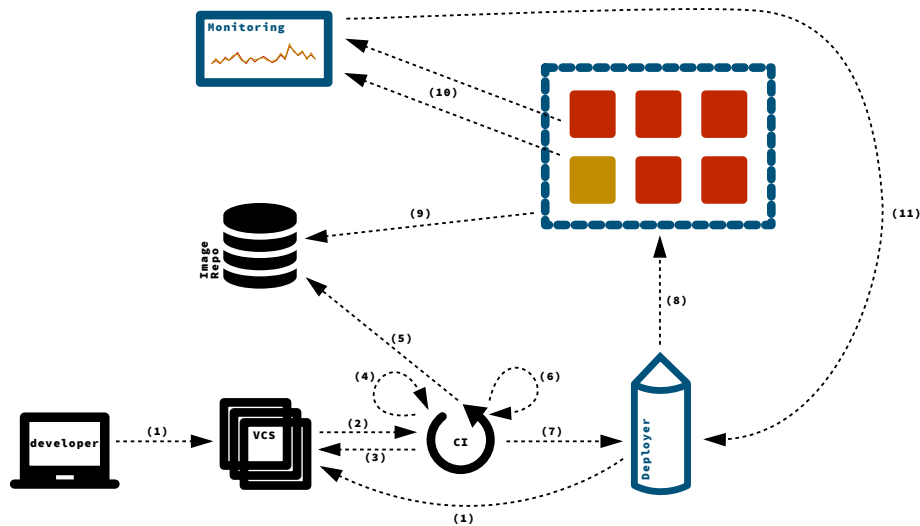 Monitoring
(10)
(11)
(9)
Image
Repo
(8)
(5)
(4)
(6)
developer
(1)
VCS
(2)
(3)
CI
(7)
Deployer
(1)